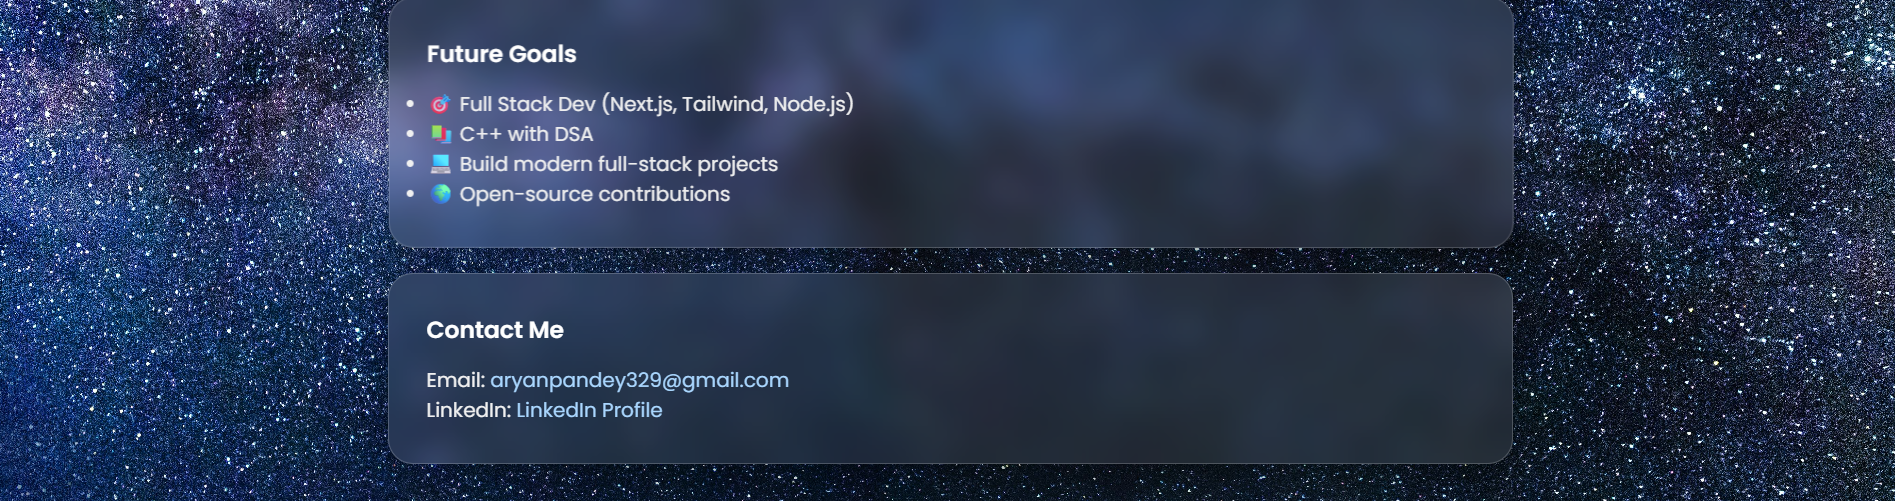 Future Goals
• 🎯 Full Stack Dev (Next.js, Tailwind, Node.js)
• 📚 C++ with DSA
• 💻 Build modern full-stack projects
• 🌍 Open-source contributions
Contact Me
Email: aryanpandey329@gmail.com
LinkedIn: LinkedIn Profile